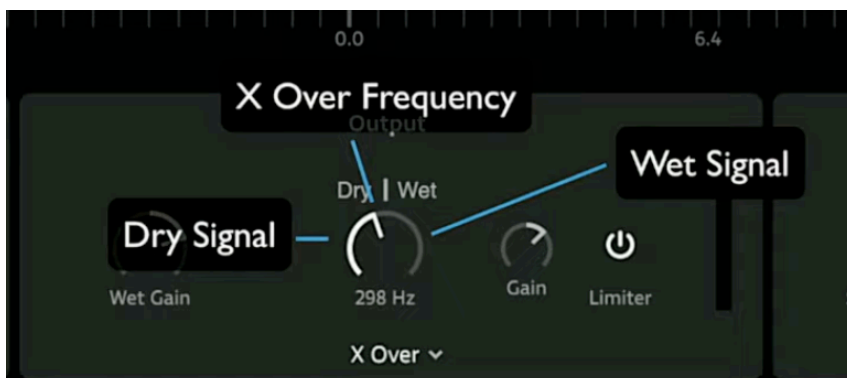 0.0
6.4
X Over Frequency
Output
Wet Signal
Dry | Wet
Dry Signal
Wet Gain
298 Hz
Gain
Limiter
X Over